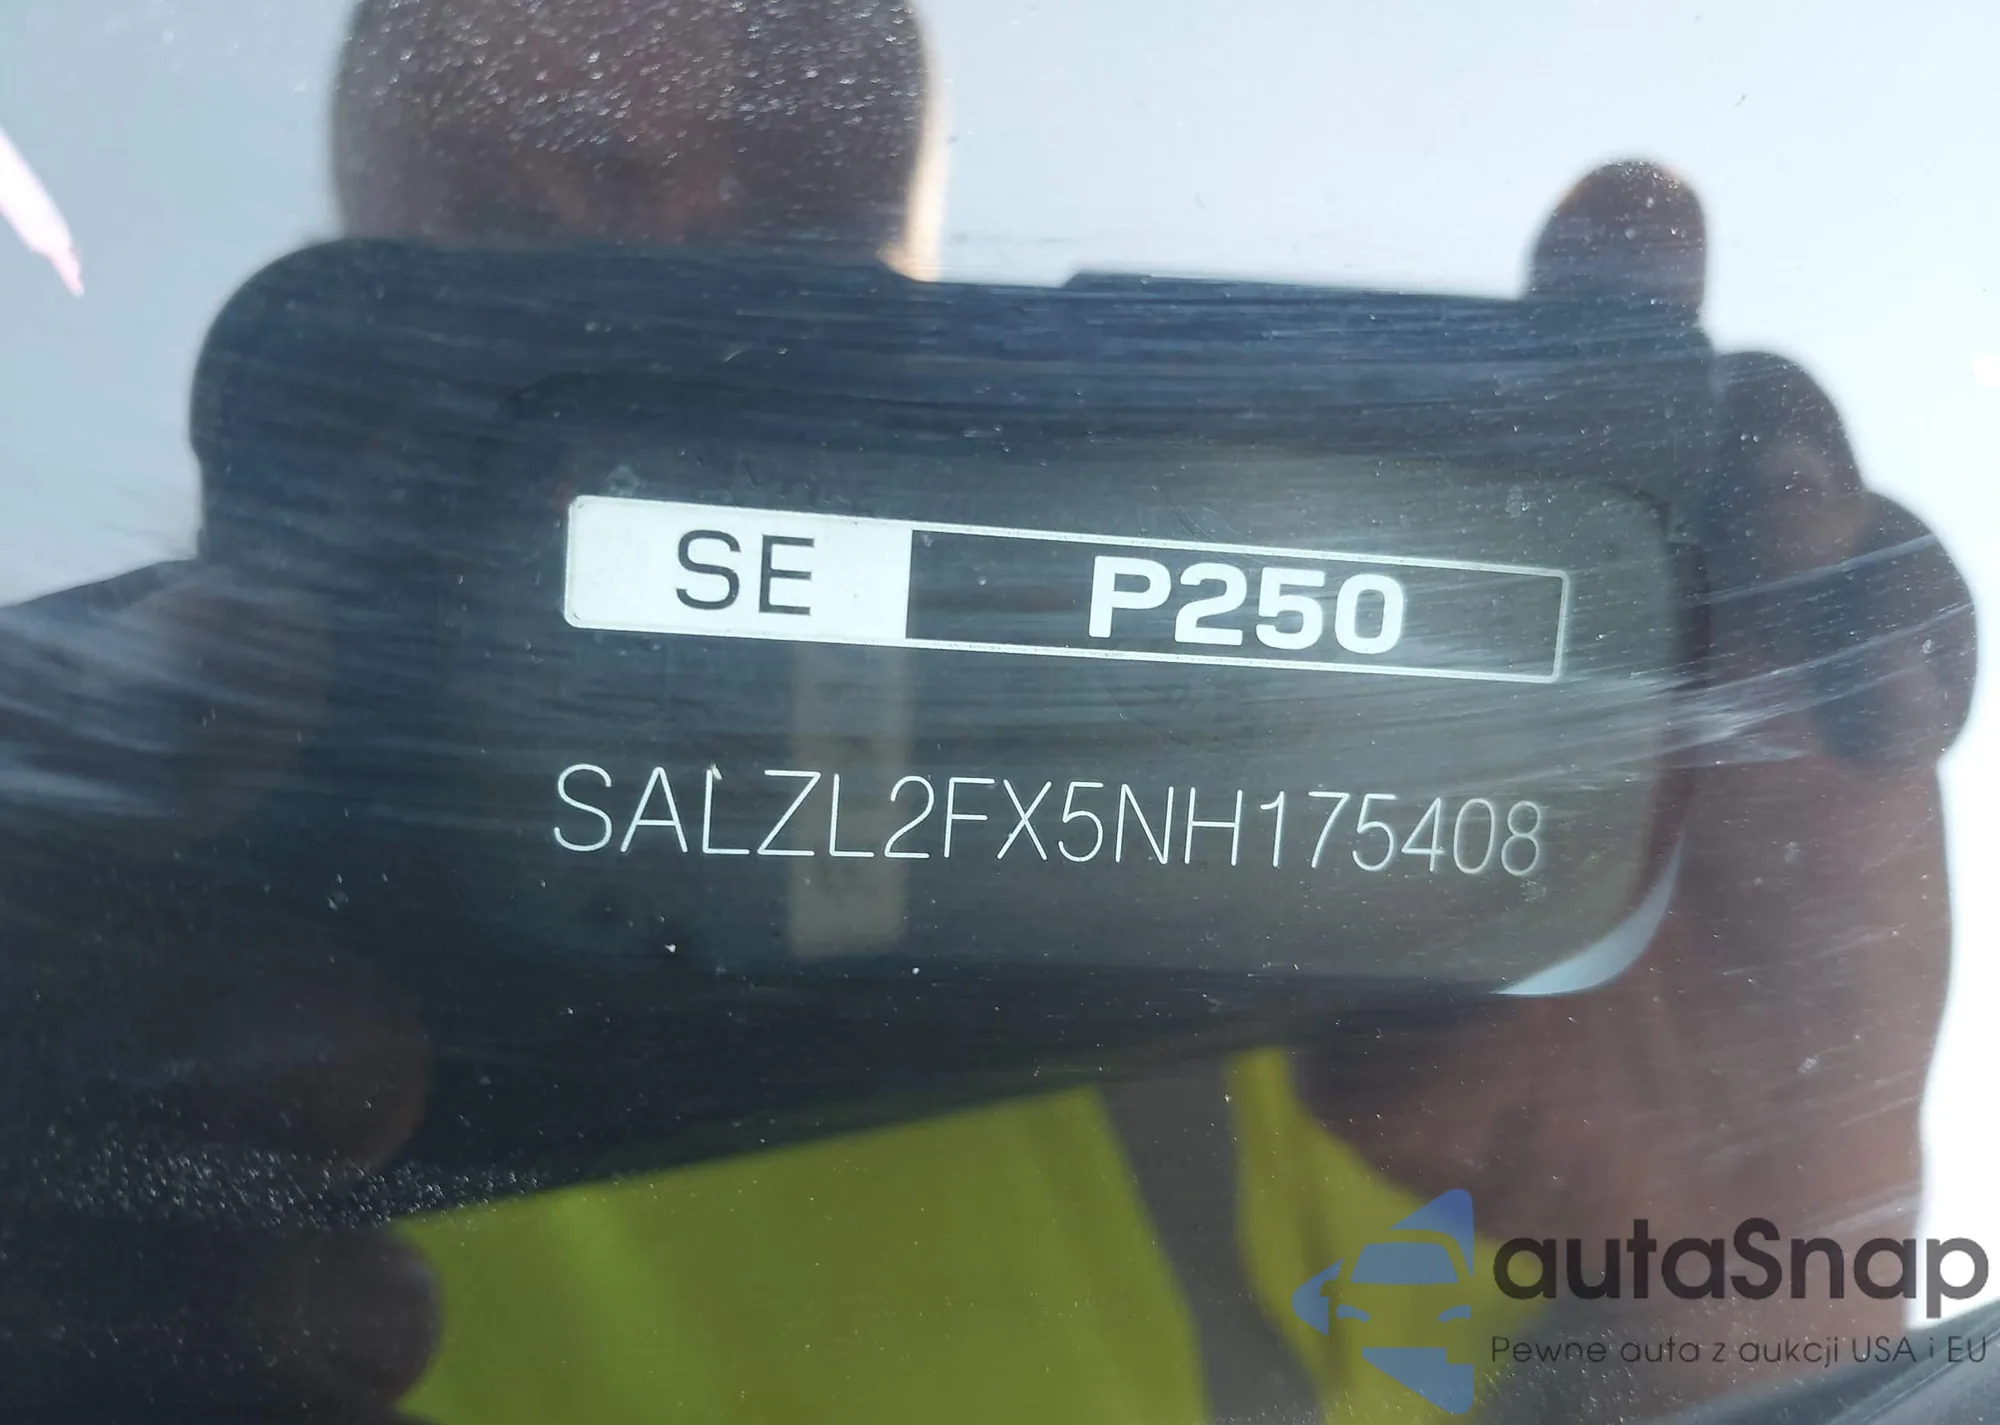 SE P250
SALZL2FX5NH175408
autaSnap
Pewne auta z aukcji USA i EU